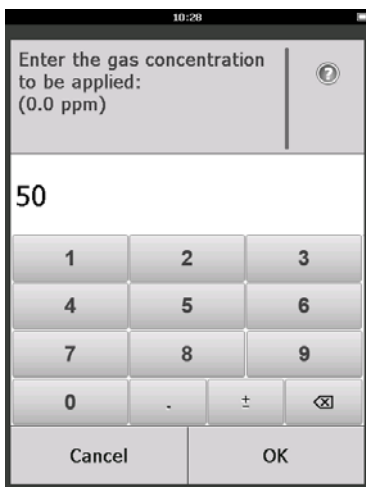 10:28
Enter the gas concentration
to be applied:
(0.0 ppm)
?
50
1 2 3
4 5 6
7 8 9
0 . ±
Cancel OK